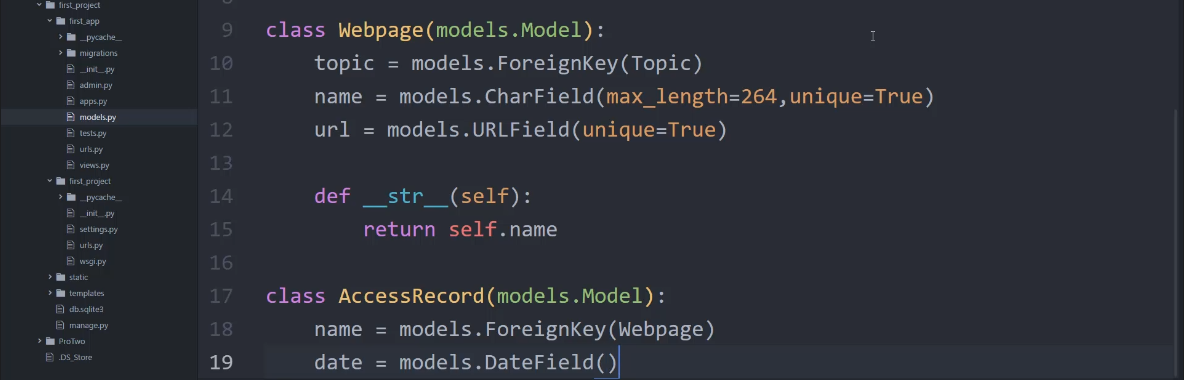 first_project
first_app
__pycache__
migrations
__init__.py
admin.py
apps.py
models.py
tests.py
urls.py
views.py
first_project
__pycache__
__init__.py
settings.py
urls.py
wsgi.py
static
templates
db.sqlite3
manage.py
ProTwo
.DS_Store
9 class Webpage(models.Model):
10     topic = models.ForeignKey(Topic)
11     name = models.CharField(max_length=264,unique=True)
12     url = models.URLField(unique=True)
13
14     def __str__(self):
15         return self.name
16
17 class AccessRecord(models.Model):
18     name = models.ForeignKey(Webpage)
19     date = models.DateField()